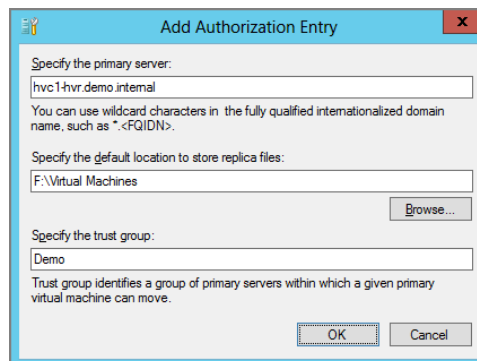 Add Authorization Entry
x
Specify the primary server:
hvc1-hvr.demo.internal
You can use wildcard characters in the fully qualified internationalized domain
name, such as *.<FQIDN>.
Specify the default location to store replica files:
F:\Virtual Machines
Browse...
Specify the trust group:
Demo
Trust group identifies a group of primary servers within which a given primary
virtual machine can move.
OK Cancel